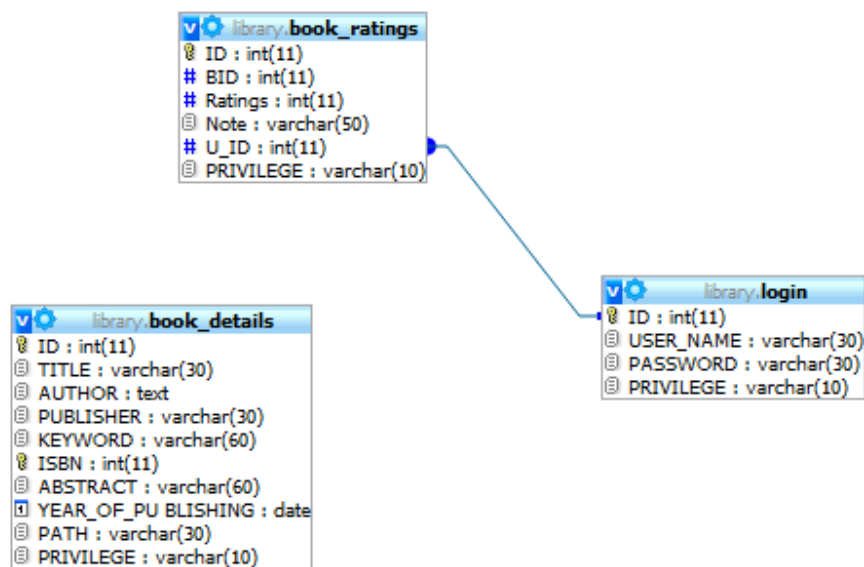 library.book_ratings
ID : int(11)
# BID : int(11)
# Ratings : int(11)
Note : varchar(50)
# U_ID : int(11)
PRIVILEGE : varchar(10)
library.login
ID : int(11)
USER_NAME : varchar(30)
PASSWORD : varchar(30)
PRIVILEGE : varchar(10)
library.book_details
ID : int(11)
TITLE : varchar(30)
AUTHOR : text
PUBLISHER : varchar(30)
KEYWORD : varchar(60)
ISBN : int(11)
ABSTRACT : varchar(60)
YEAR_OF_PU BLISHING : date
PATH : varchar(30)
PRIVILEGE : varchar(10)